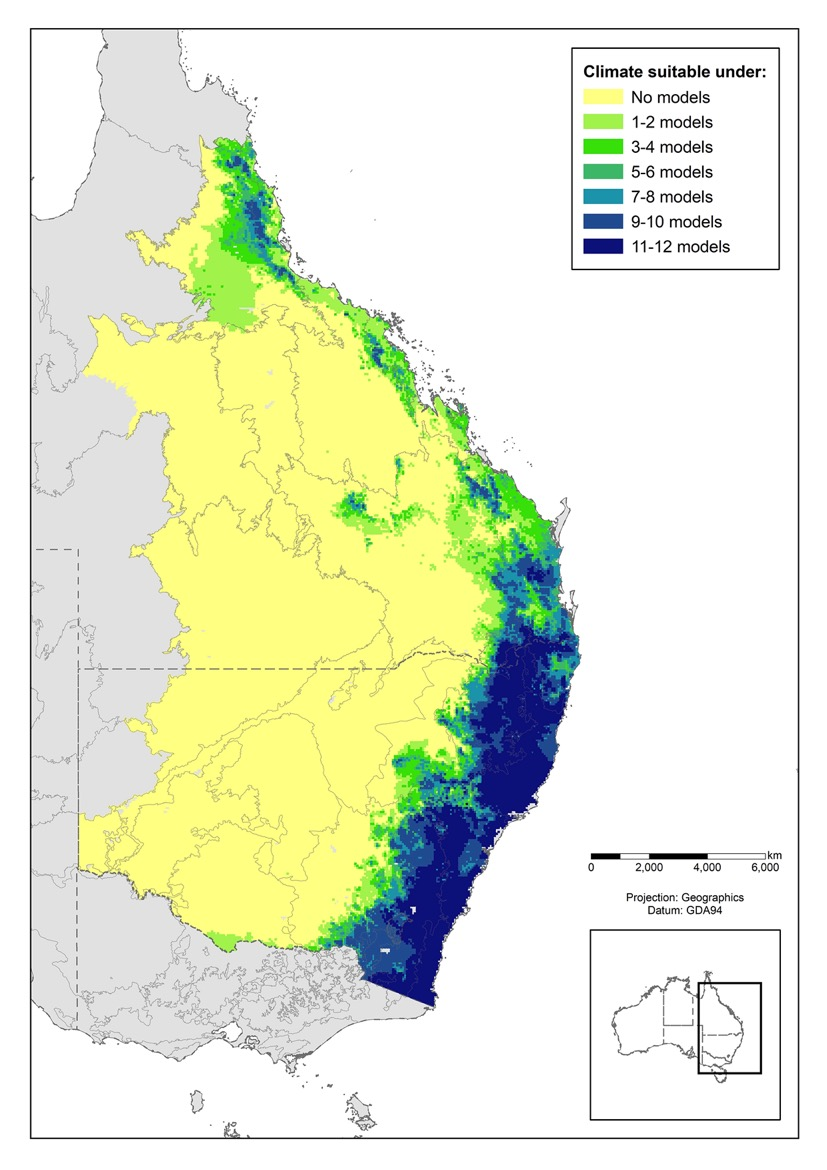 Climate suitable under:
No models
1-2 models
3-4 models
5-6 models
7-8 models
9-10 models
11-12 models
km
0 2,000 4,000 6,000
Projection: Geographics
Datum: GDA94